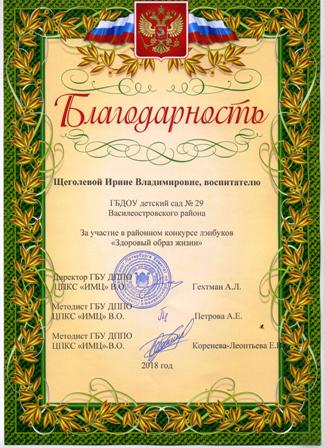 Благодарность
Щеголевой Ирине Владимировне, воспитателю
ГБДОУ детский сад № 29
Василеостровского района
За участие в районном конкурсе лэпбуков
«Здоровый образ жизни»
Директор ГБУ ДППО
ЦПКС «ИМЦ» В.О. Гехтман А.Л.
Методист ГБУ ДППО
ЦПКС «ИМЦ» В.О. Петрова А.Е.
Методист ГБУ ДППО
ЦПКС «ИМЦ»-В.О. Коренева-Леонтьева Е.В.
2018 год